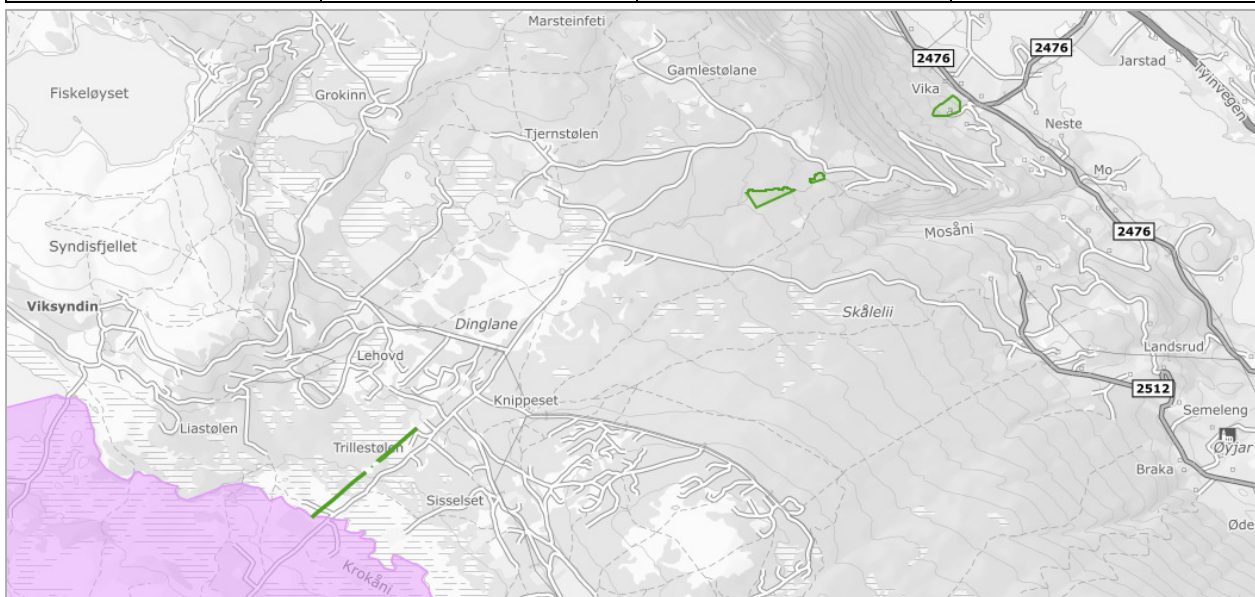 Marsteinfeti
2476
2476
Jarstad
Tyinvegen
Gamlestølane
Vika
Fiskeløyset
Grokinn
Neste
Tjernstølen
Mo
2476
Mosåni
Syndisfjellet
Viksyndin
Skålelii
Dinglane
Landsrud
Lehovd
2512
Knippeset
Semeleng
Liastølen
Trillestølen
Øyjar
Braka
Sisselset
Øde
Krokåni